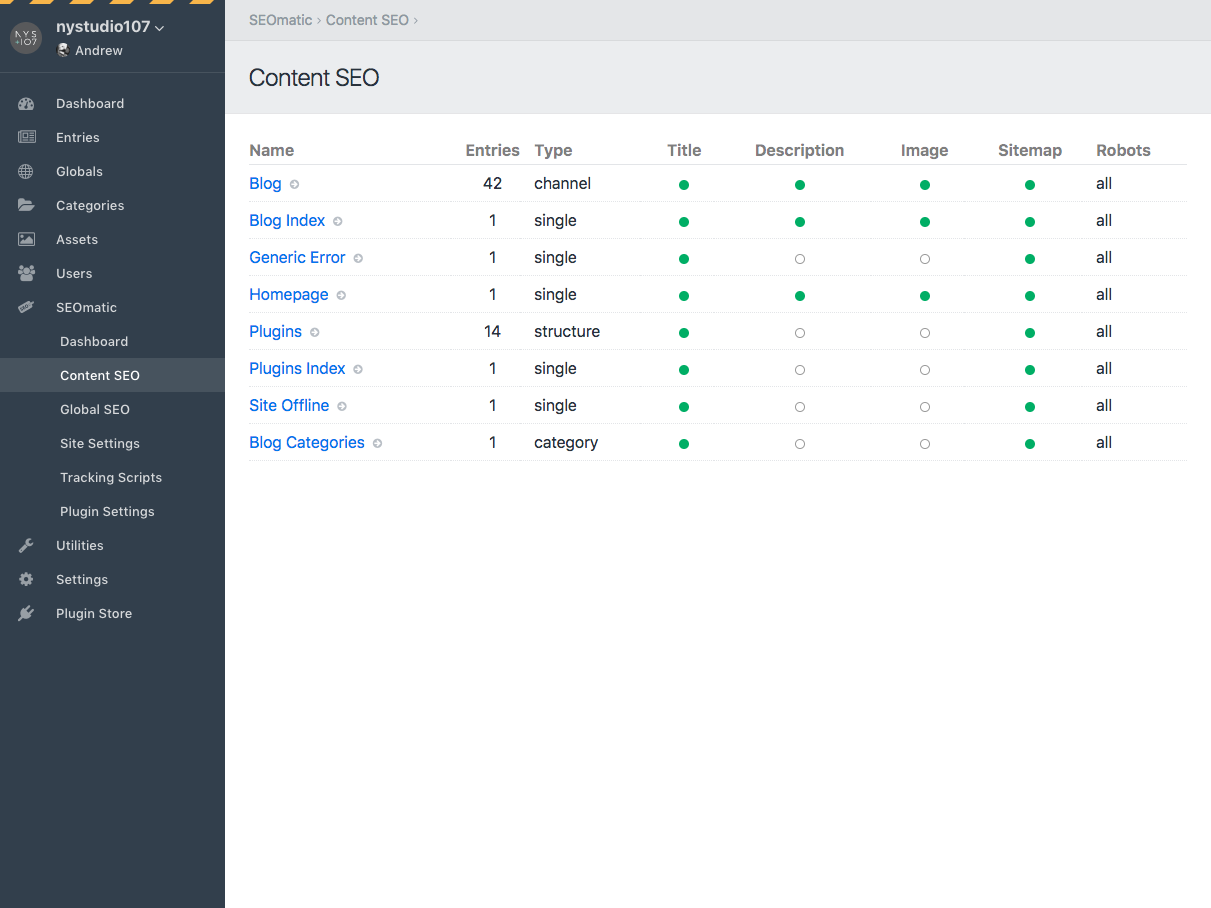 NYS
+107
nystudio107
Andrew
Dashboard
Entries
Globals
Categories
Assets
Users
SEOmatic
Dashboard
Content SEO
Global SEO
Site Settings
Tracking Scripts
Plugin Settings
Utilities
Settings
Plugin Store
SEOmatic › Content SEO ›
Content SEO
Name Entries Type Title Description Image Sitemap Robots
Blog 42 channel all
Blog Index 1 single all
Generic Error 1 single all
Homepage 1 single all
Plugins 14 structure all
Plugins Index 1 single all
Site Offline 1 single all
Blog Categories 1 category all